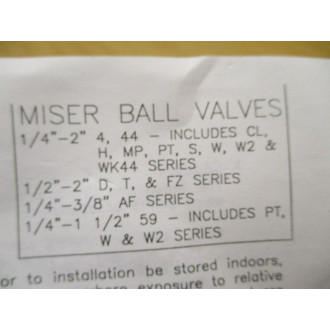 MISER BALL VALVES
1/4"-2" 4, 44 - INCLUDES CL,
H, MP, PT, S, W, W2 &
WK44 SERIES
1/2"-2" D, T, & FZ SERIES
1/4"-3/8" AF SERIES
1/4"-1 1/2" 59 - INCLUDES PT,
W & W2 SERIES
or to installation be stored indoors,
where exposure to relative